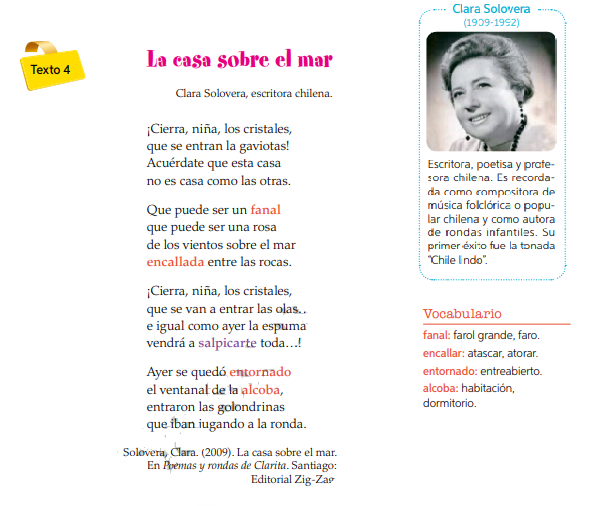 Texto 4
La casa sobre el mar
Clara Solovera, escritora chilena.
¡Cierra, niña, los cristales,
que se entran la gaviotas!
Acuérdate que esta casa
no es casa como las otras.
Que puede ser un fanal
que puede ser una rosa
de los vientos sobre el mar
encallada entre las rocas.
¡Cierra, niña, los cristales,
que se van a entrar las olas...
e igual como ayer la espuma
vendrá a salpicarte toda...!
Ayer se quedó entornado
el ventanal de la alcoba,
entraron las golondrinas
que iban jugando a la ronda.
Solovera, Clara. (2009). La casa sobre el mar.
En Poemas y rondas de Clarita. Santiago:
Editorial Zig-Zag
Clara Solovera
(1909-1992)
Escritora, poetisa y profe-
sora chilena. Es recorda-
da como compositora de
música folclórica o popu-
lar chilena y como autora
de rondas infantiles. Su
primer éxito fue la tonada
"Chile lindo".
Vocabulario
fanal: farol grande, faro.
encallar: atascar, atorar.
entornado: entreabierto.
alcoba: habitación,
dormitorio.